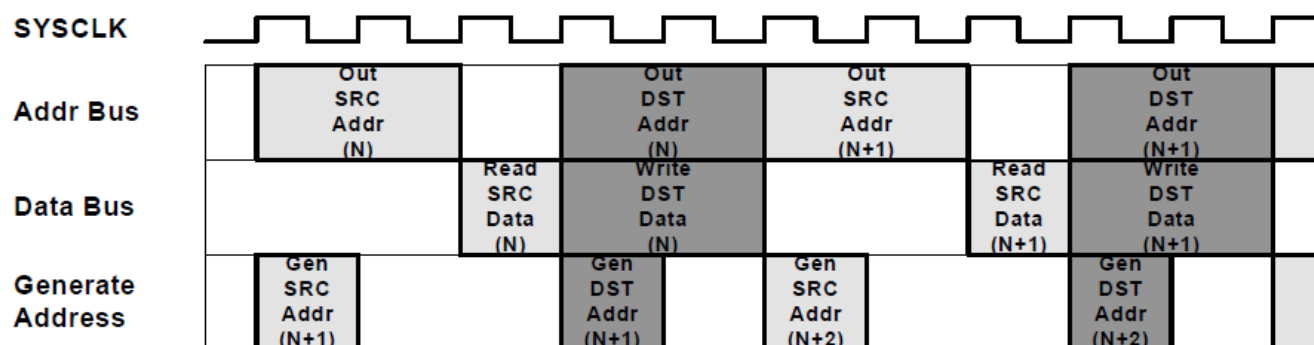 SYSCLK
Addr Bus
Out
SRC
Addr
(N)
Out
DST
Addr
(N)
Out
SRC
Addr
(N+1)
Out
DST
Addr
(N+1)
Data Bus
Read
SRC
Data
(N)
Write
DST
Data
(N)
Read
SRC
Data
(N+1)
Write
DST
Data
(N+1)
Generate
Address
Gen
SRC
Addr
(N+1)
Gen
DST
Addr
(N+1)
Gen
SRC
Addr
(N+2)
Gen
DST
Addr
(N+2)